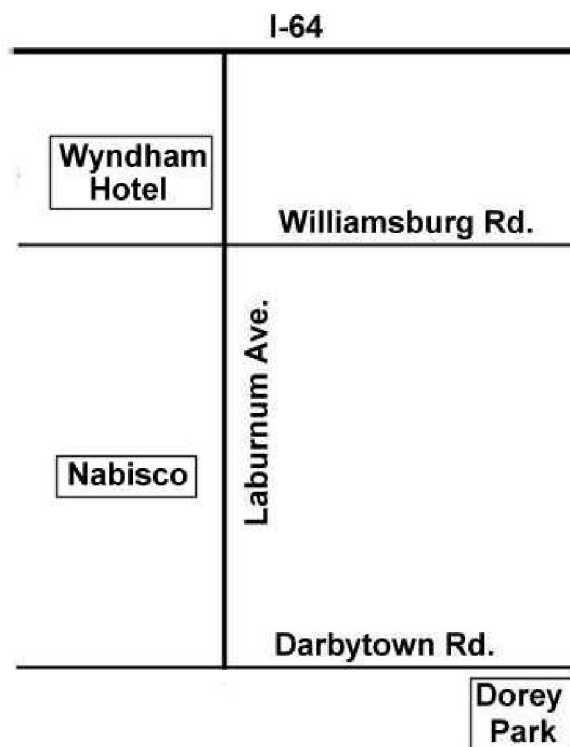 I-64
Wyndham
Hotel
Williamsburg Rd.
Laburnum Ave.
Nabisco
Darbytown Rd.
Dorey
Park